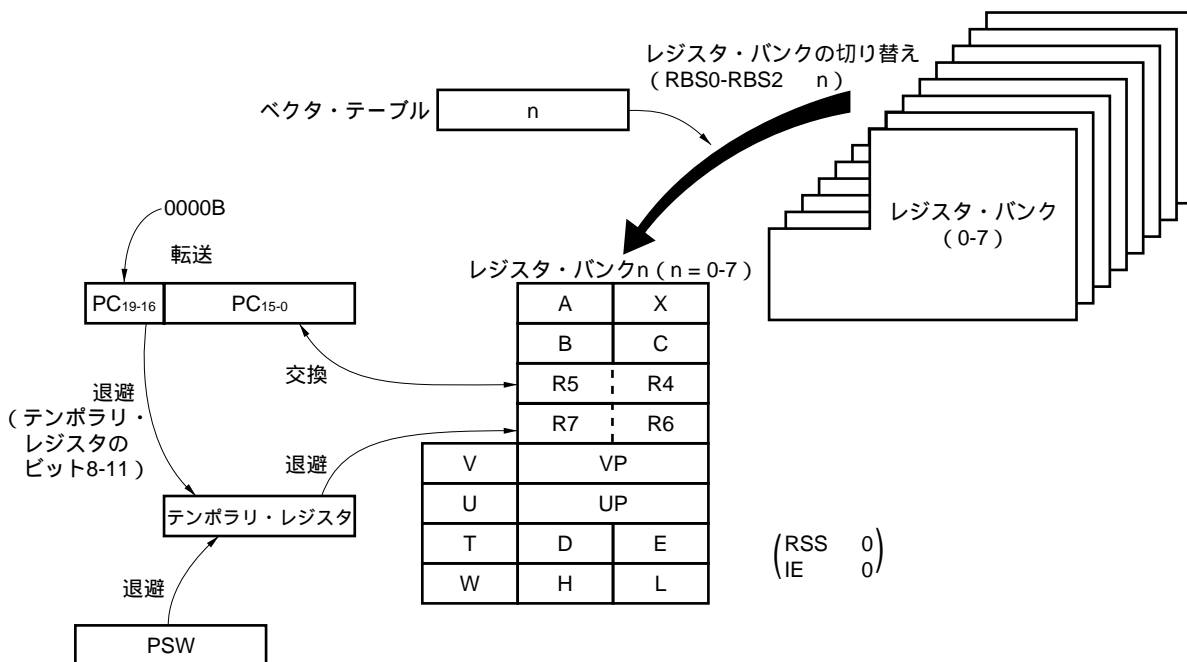 レジスタ・バンクの切り替え
（RBS0-RBS2　n）
ベクタ・テーブル
n
レジスタ・バンク
（0-7）
0000B
転送
レジスタ・バンクn（n = 0-7）
PC19-16
PC15-0
A
X
B
C
交換
R5
R4
退避
（テンポラリ・
レジスタの
ビット8-11）
R7
R6
退避
V
VP
U
UP
テンポラリ・レジスタ
T
D
E
RSS　0
IE　0
W
H
L
退避
PSW